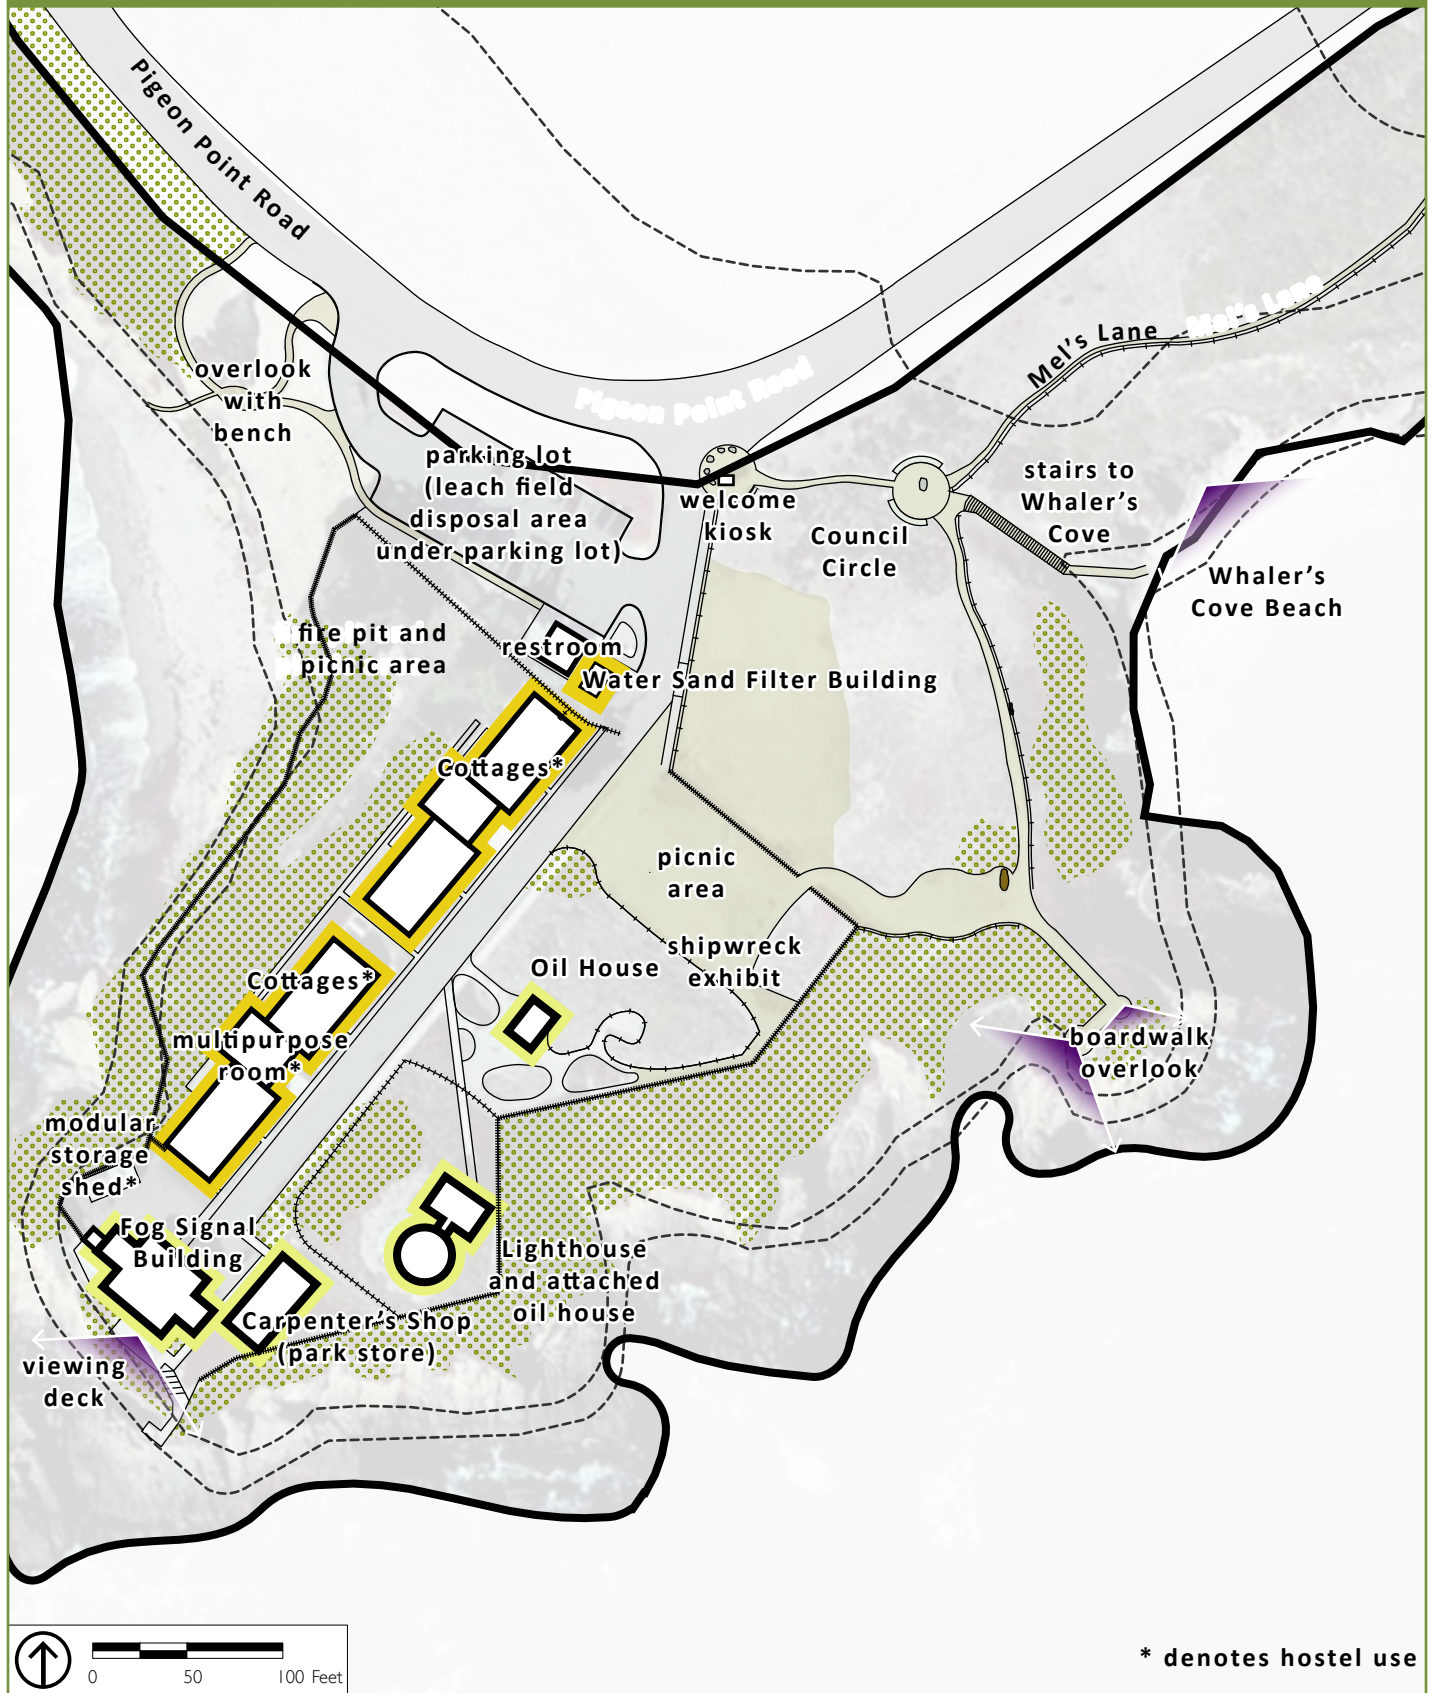 Pigeon Point Road
Mel's Lane
Mel's Lane
overlook
with
bench
Pigeon Point Road
parking lot
(leach field
disposal area
under parking lot)
welcome
kiosk
Council
Circle
stairs to
Whaler's
Cove
Whaler's
Cove Beach
fire pit and
picnic area
restroom
Water Sand Filter Building
Cottages*
picnic
area
shipwreck
exhibit
Oil House
Cottages*
multipurpose
room*
boardwalk
overlook
modular
storage
shed*
Fog Signal
Building
Lighthouse
and attached
oil house
Carpenter's Shop
(park store)
viewing
deck
0 50 100 Feet
* denotes hostel use